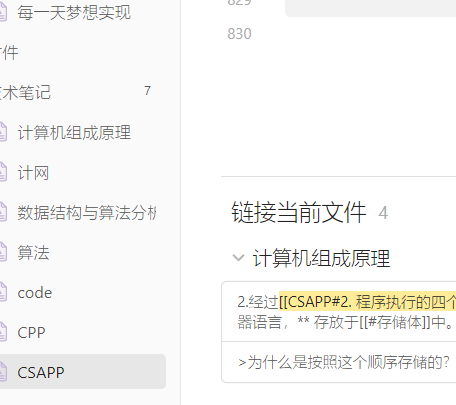 每一天梦想实现
文件
技术笔记 7
计算机组成原理
计网
数据结构与算法分析
算法
code
CPP
CSAPP
829
830
链接当前文件 4
计算机组成原理
2.经过[[CSAPP#2. 程序执行的四个
器语言，** 存放于[[#存储体]]中。
>为什么是按照这个顺序存储的?